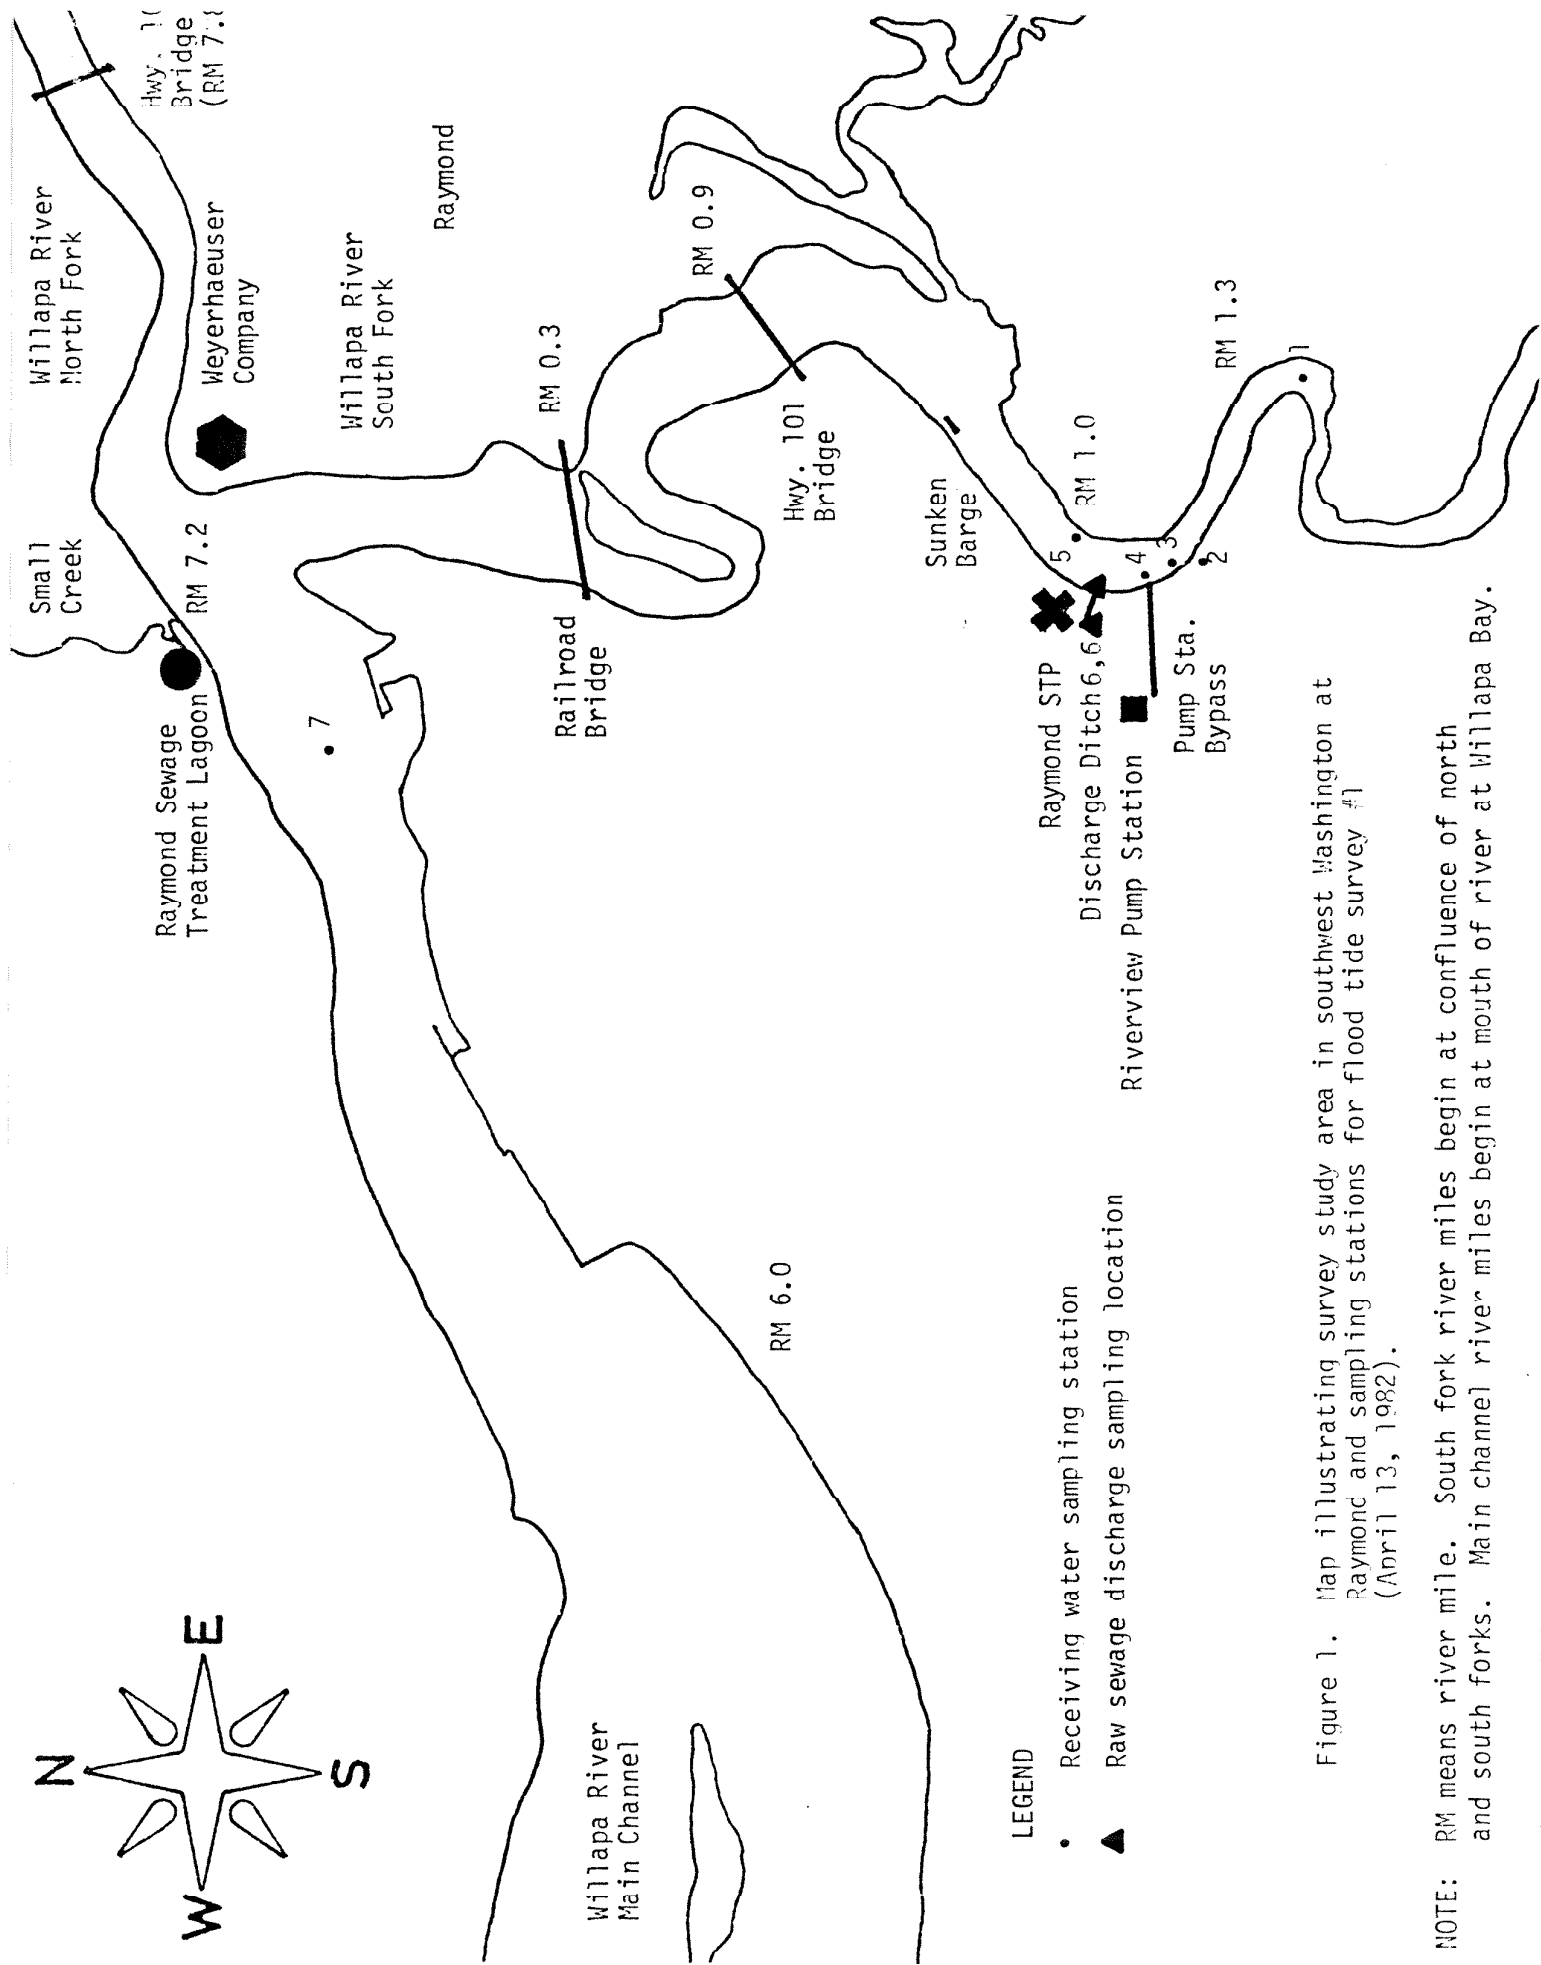 N
W
E
S
Willapa River
North Fork
Small
Creek
Bridge
Weyerhaeuser
Company
RM 7.2
Raymond Sewage
Treatment Lagoon
7
Willapa River
South Fork
Raymond
RM 0.3
Railroad
Bridge
RM 0.9
Hwy. 101
Bridge
Willapa River
Main Channel
RM 6.0
Sunken
Barge
Raymond STP
Discharge Ditch 6,6
Riverview Pump Station
Pump Sta.
Bypass
5
RM 1.0
4
3
2
RM 1.3
1
LEGEND
Receiving water sampling station
Raw sewage discharge sampling location
Figure 1. Map illustrating survey study area in southwest Washington at
Raymond and sampling stations for flood tide survey #1
(April 13, 1982).
NOTE: RM means river mile. South fork river miles begin at confluence of north
and south forks. Main channel river miles begin at mouth of river at Willapa Bay.